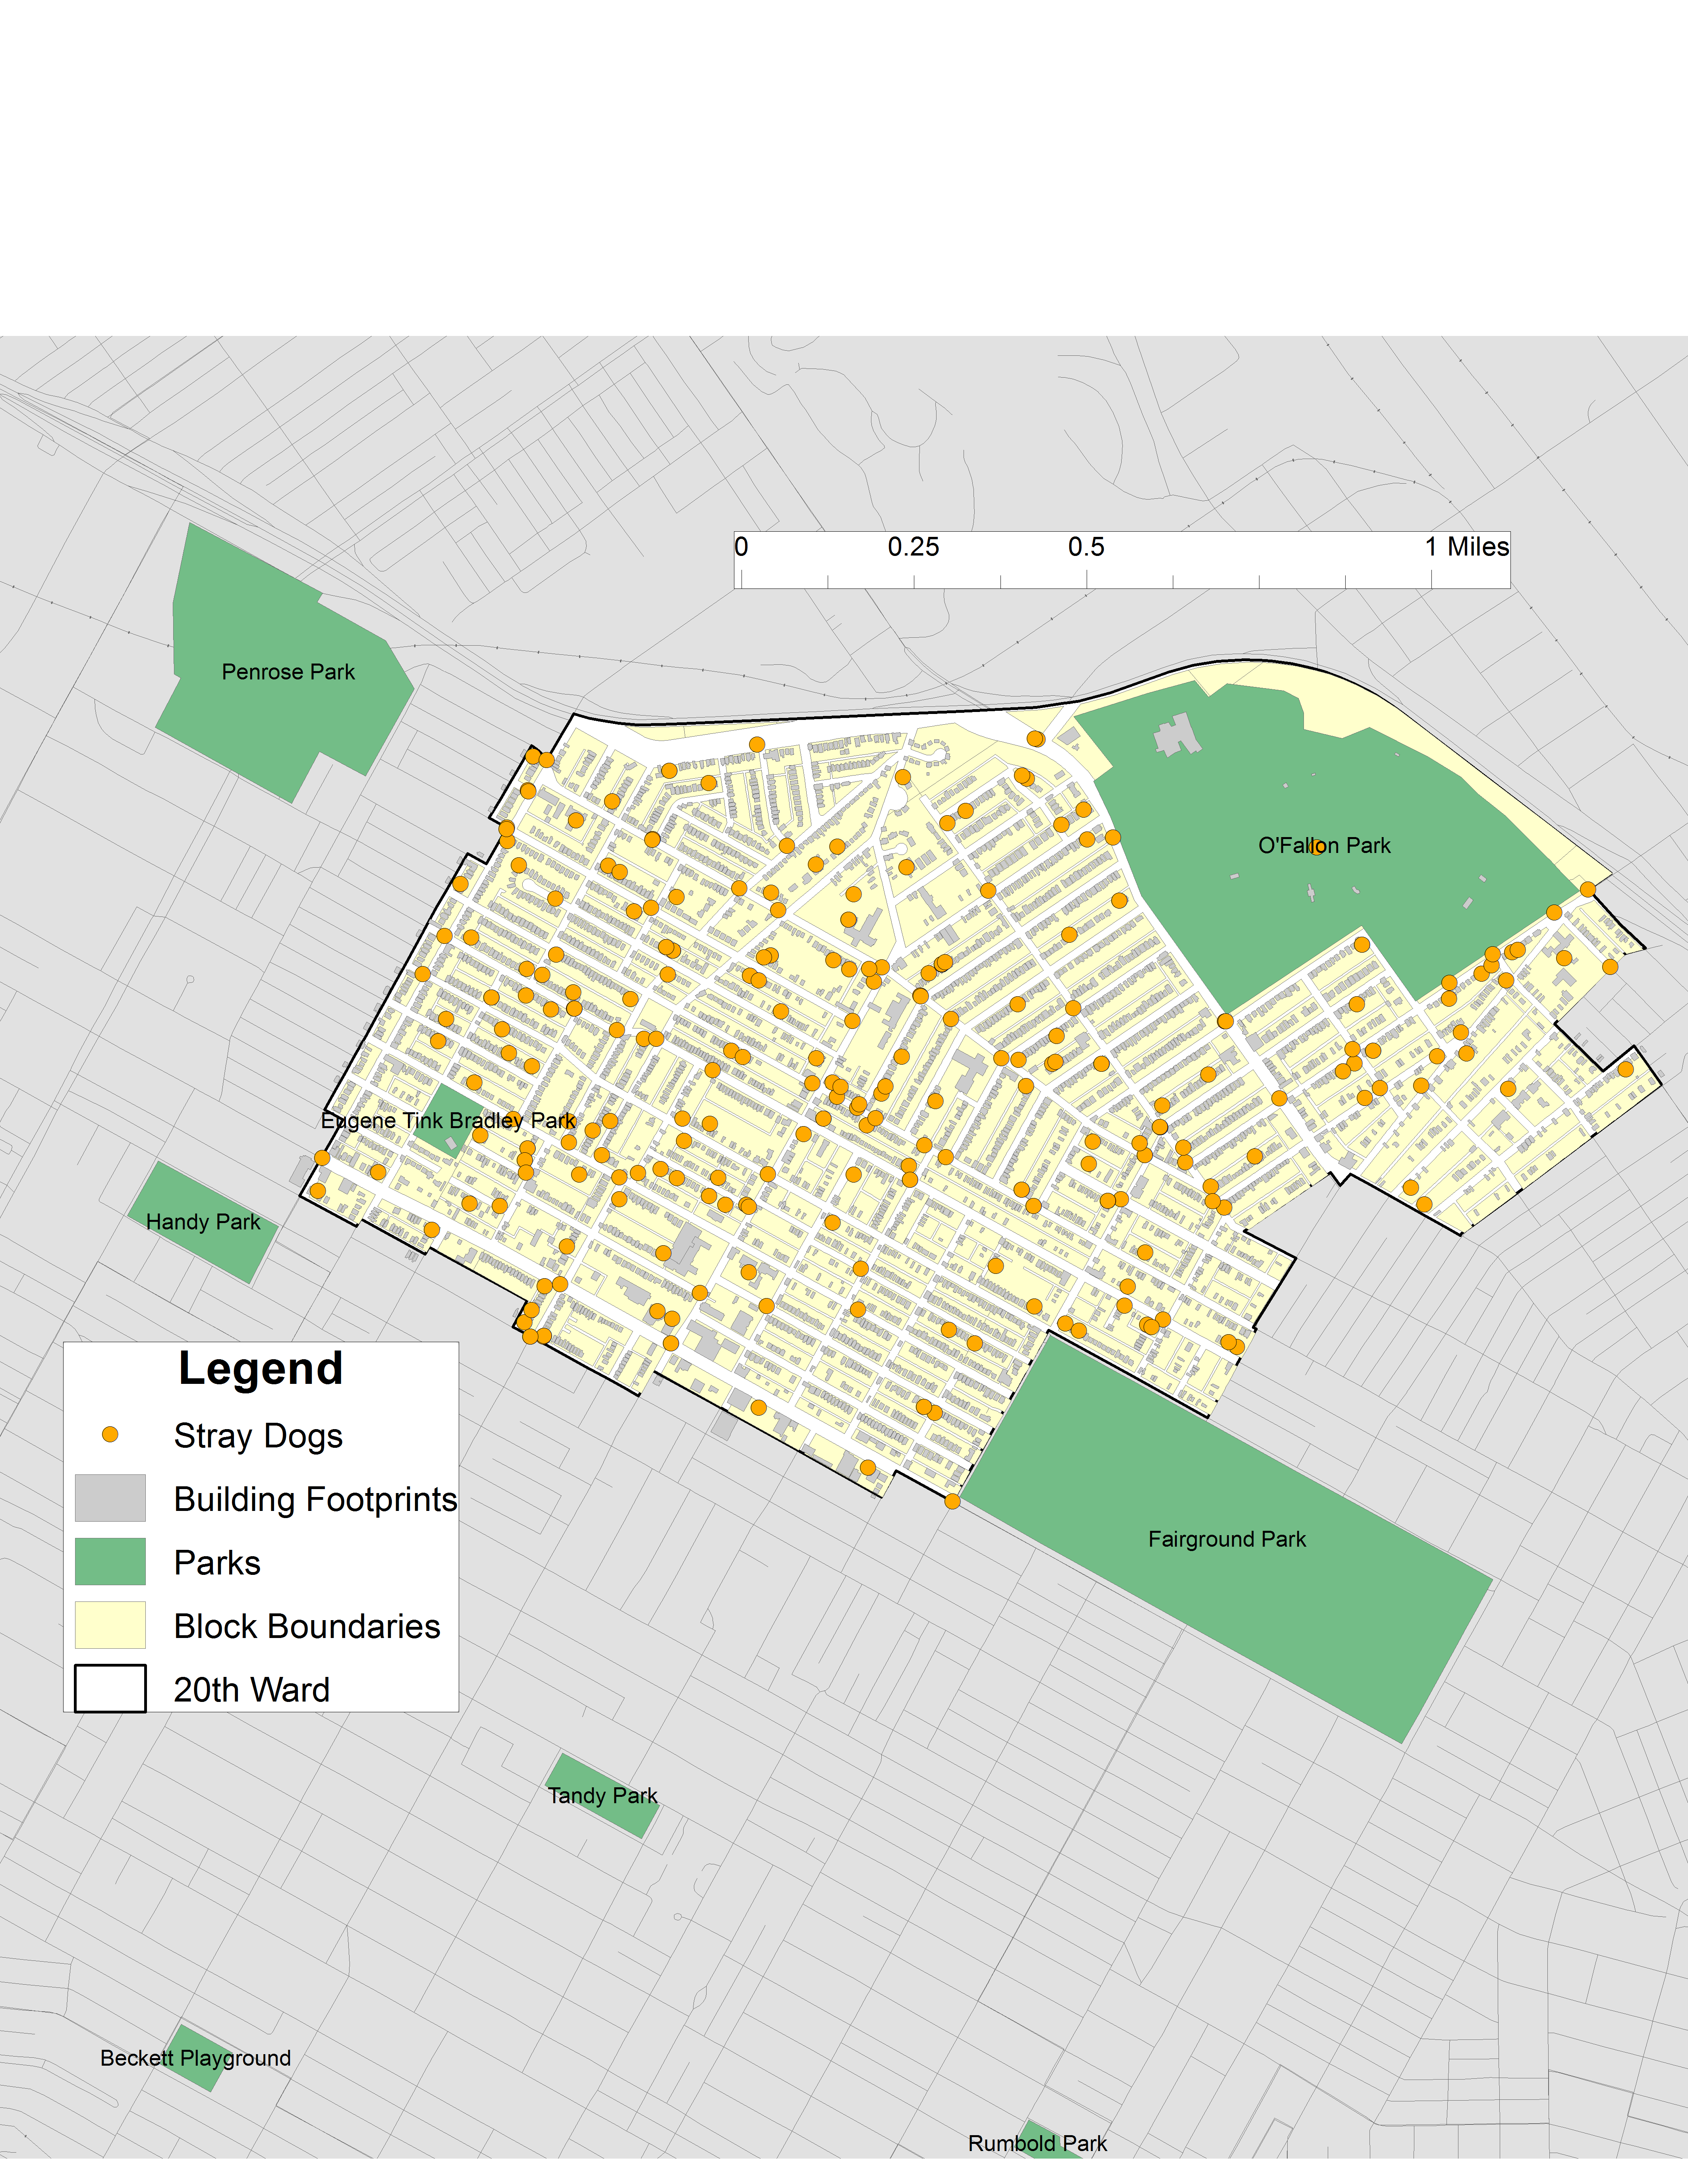 0 0.25 0.5 1 Miles
Penrose Park
O'Fallon Park
Eugene Tink Bradley Park
Handy Park
Legend
Stray Dogs
Building Footprints
Parks
Block Boundaries
20th Ward
Fairground Park
Tandy Park
Beckett Playground
Rumbold Park